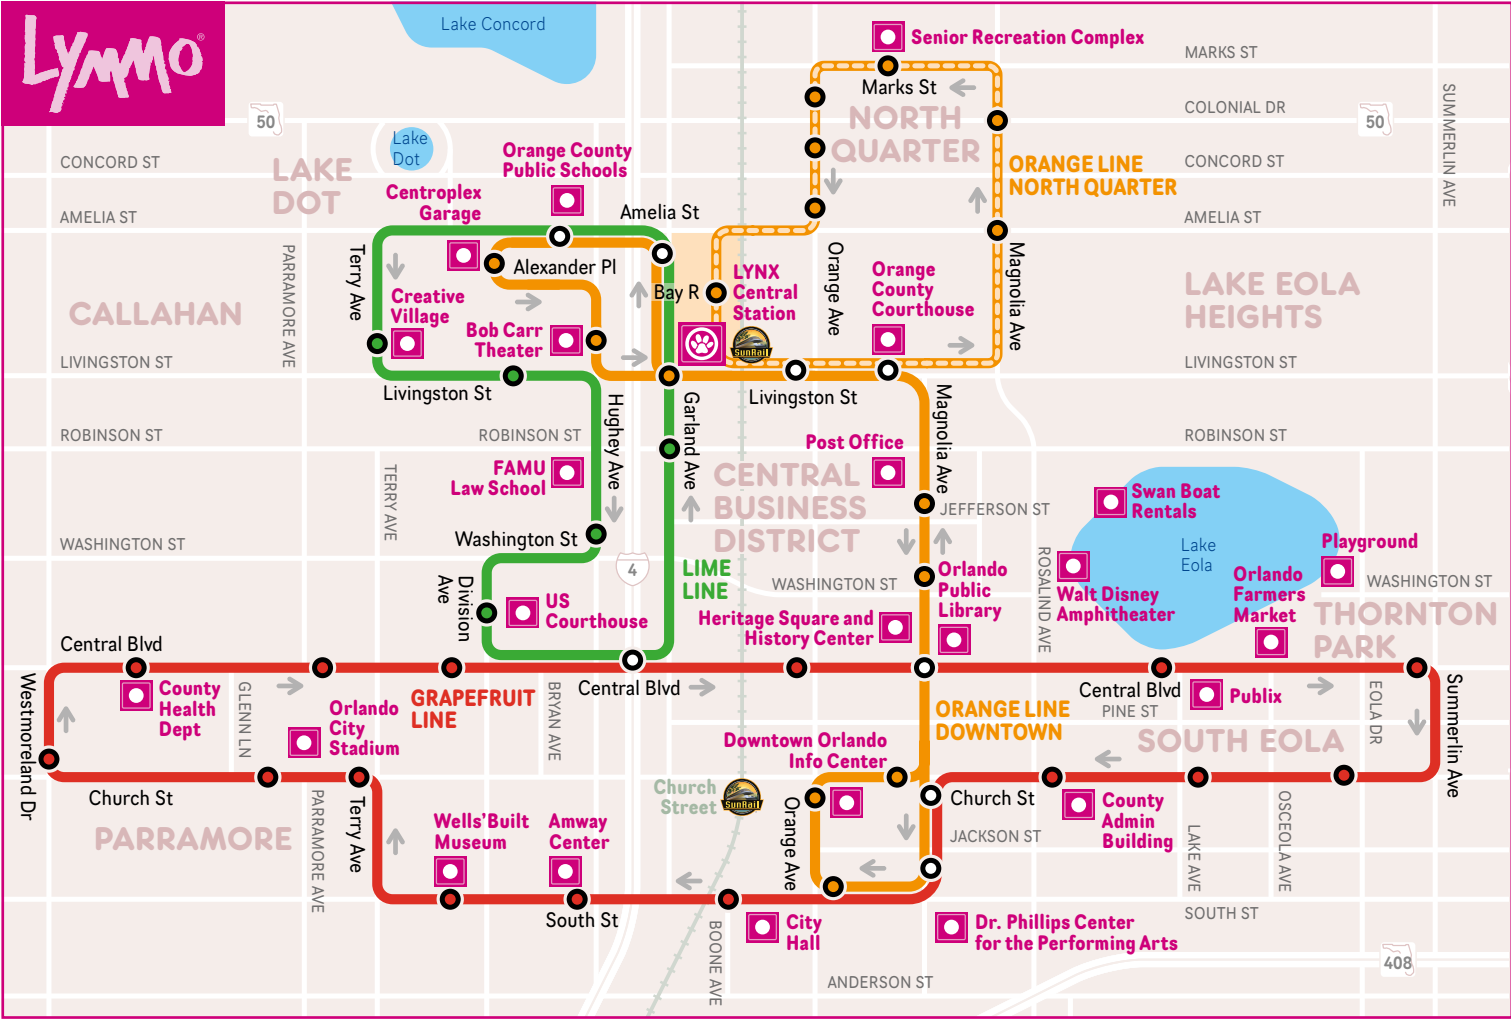 LYMMO®
Lake Concord
Senior Recreation Complex
MARKS ST
Marks St
50
COLONIAL DR
50
SUMMERLIN AVE
NORTH
QUARTER
Lake
Dot
CONCORD ST
LAKE
DOT
Orange County
Public Schools
CONCORD ST
ORANGE LINE
NORTH QUARTER
Centroplex
Garage
AMELIA ST
Amelia St
AMELIA ST
PARRAMORE AVE
Terry Ave
Alexander Pl
Orange Ave
Magnolia Ave
LYNX
Central
Station
Bay R
Orange
County
Courthouse
LAKE EOLA
HEIGHTS
CALLAHAN
Creative
Village
Bob Carr
Theater
SunRail
LIVINGSTON ST
LIVINGSTON ST
Livingston St
Livingston St
Hughey Ave
Garland Ave
Magnolia Ave
ROBINSON ST
ROBINSON ST
Post Office
ROBINSON ST
FAMU
Law School
TERRY AVE
CENTRAL
BUSINESS
DISTRICT
JEFFERSON ST
Swan Boat
Rentals
Lake
Eola
Playground
WASHINGTON ST
Washington St
4
LIME
LINE
WASHINGTON ST
Orlando
Public
Library
ROSALIND AVE
Walt Disney
Amphitheater
Orlando
Farmers
Market
WASHINGTON ST
THORNTON
PARK
Division
Ave
US
Courthouse
Heritage Square and
History Center
Central Blvd
Westmoreland Dr
County
Health
Dept
GLENN LN
Orlando
City
Stadium
GRAPEFRUIT
LINE
BRYAN AVE
Central Blvd
ORANGE LINE
DOWNTOWN
Central Blvd
PINE ST
Publix
EOLA DR
Summerlin Ave
SOUTH EOLA
Downtown Orlando
Info Center
Church St
Church
Street
SunRail
Orange Ave
Church St
JACKSON ST
County
Admin
Building
LAKE AVE
OSCEOLA AVE
PARRAMORE
PARRAMORE AVE
Terry Ave
Wells' Built
Museum
Amway
Center
South St
BOONE AVE
City
Hall
Dr. Phillips Center
for the Performing Arts
SOUTH ST
ANDERSON ST
408